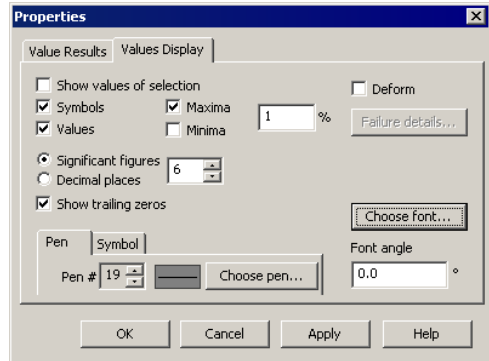 Properties
Value Results Values Display
Show values of selection
Deform
Symbols Maxima 1 %
Values Minima
Failure details...
Significant figures 6
Decimal places
Show trailing zeros
Choose font...
Pen Symbol
Font angle
Pen # 19 Choose pen... 0.0 °
OK Cancel Apply Help